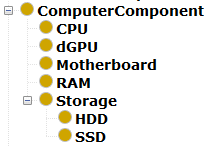 ComputerComponent
CPU
dGPU
Motherboard
RAM
Storage
HDD
SSD